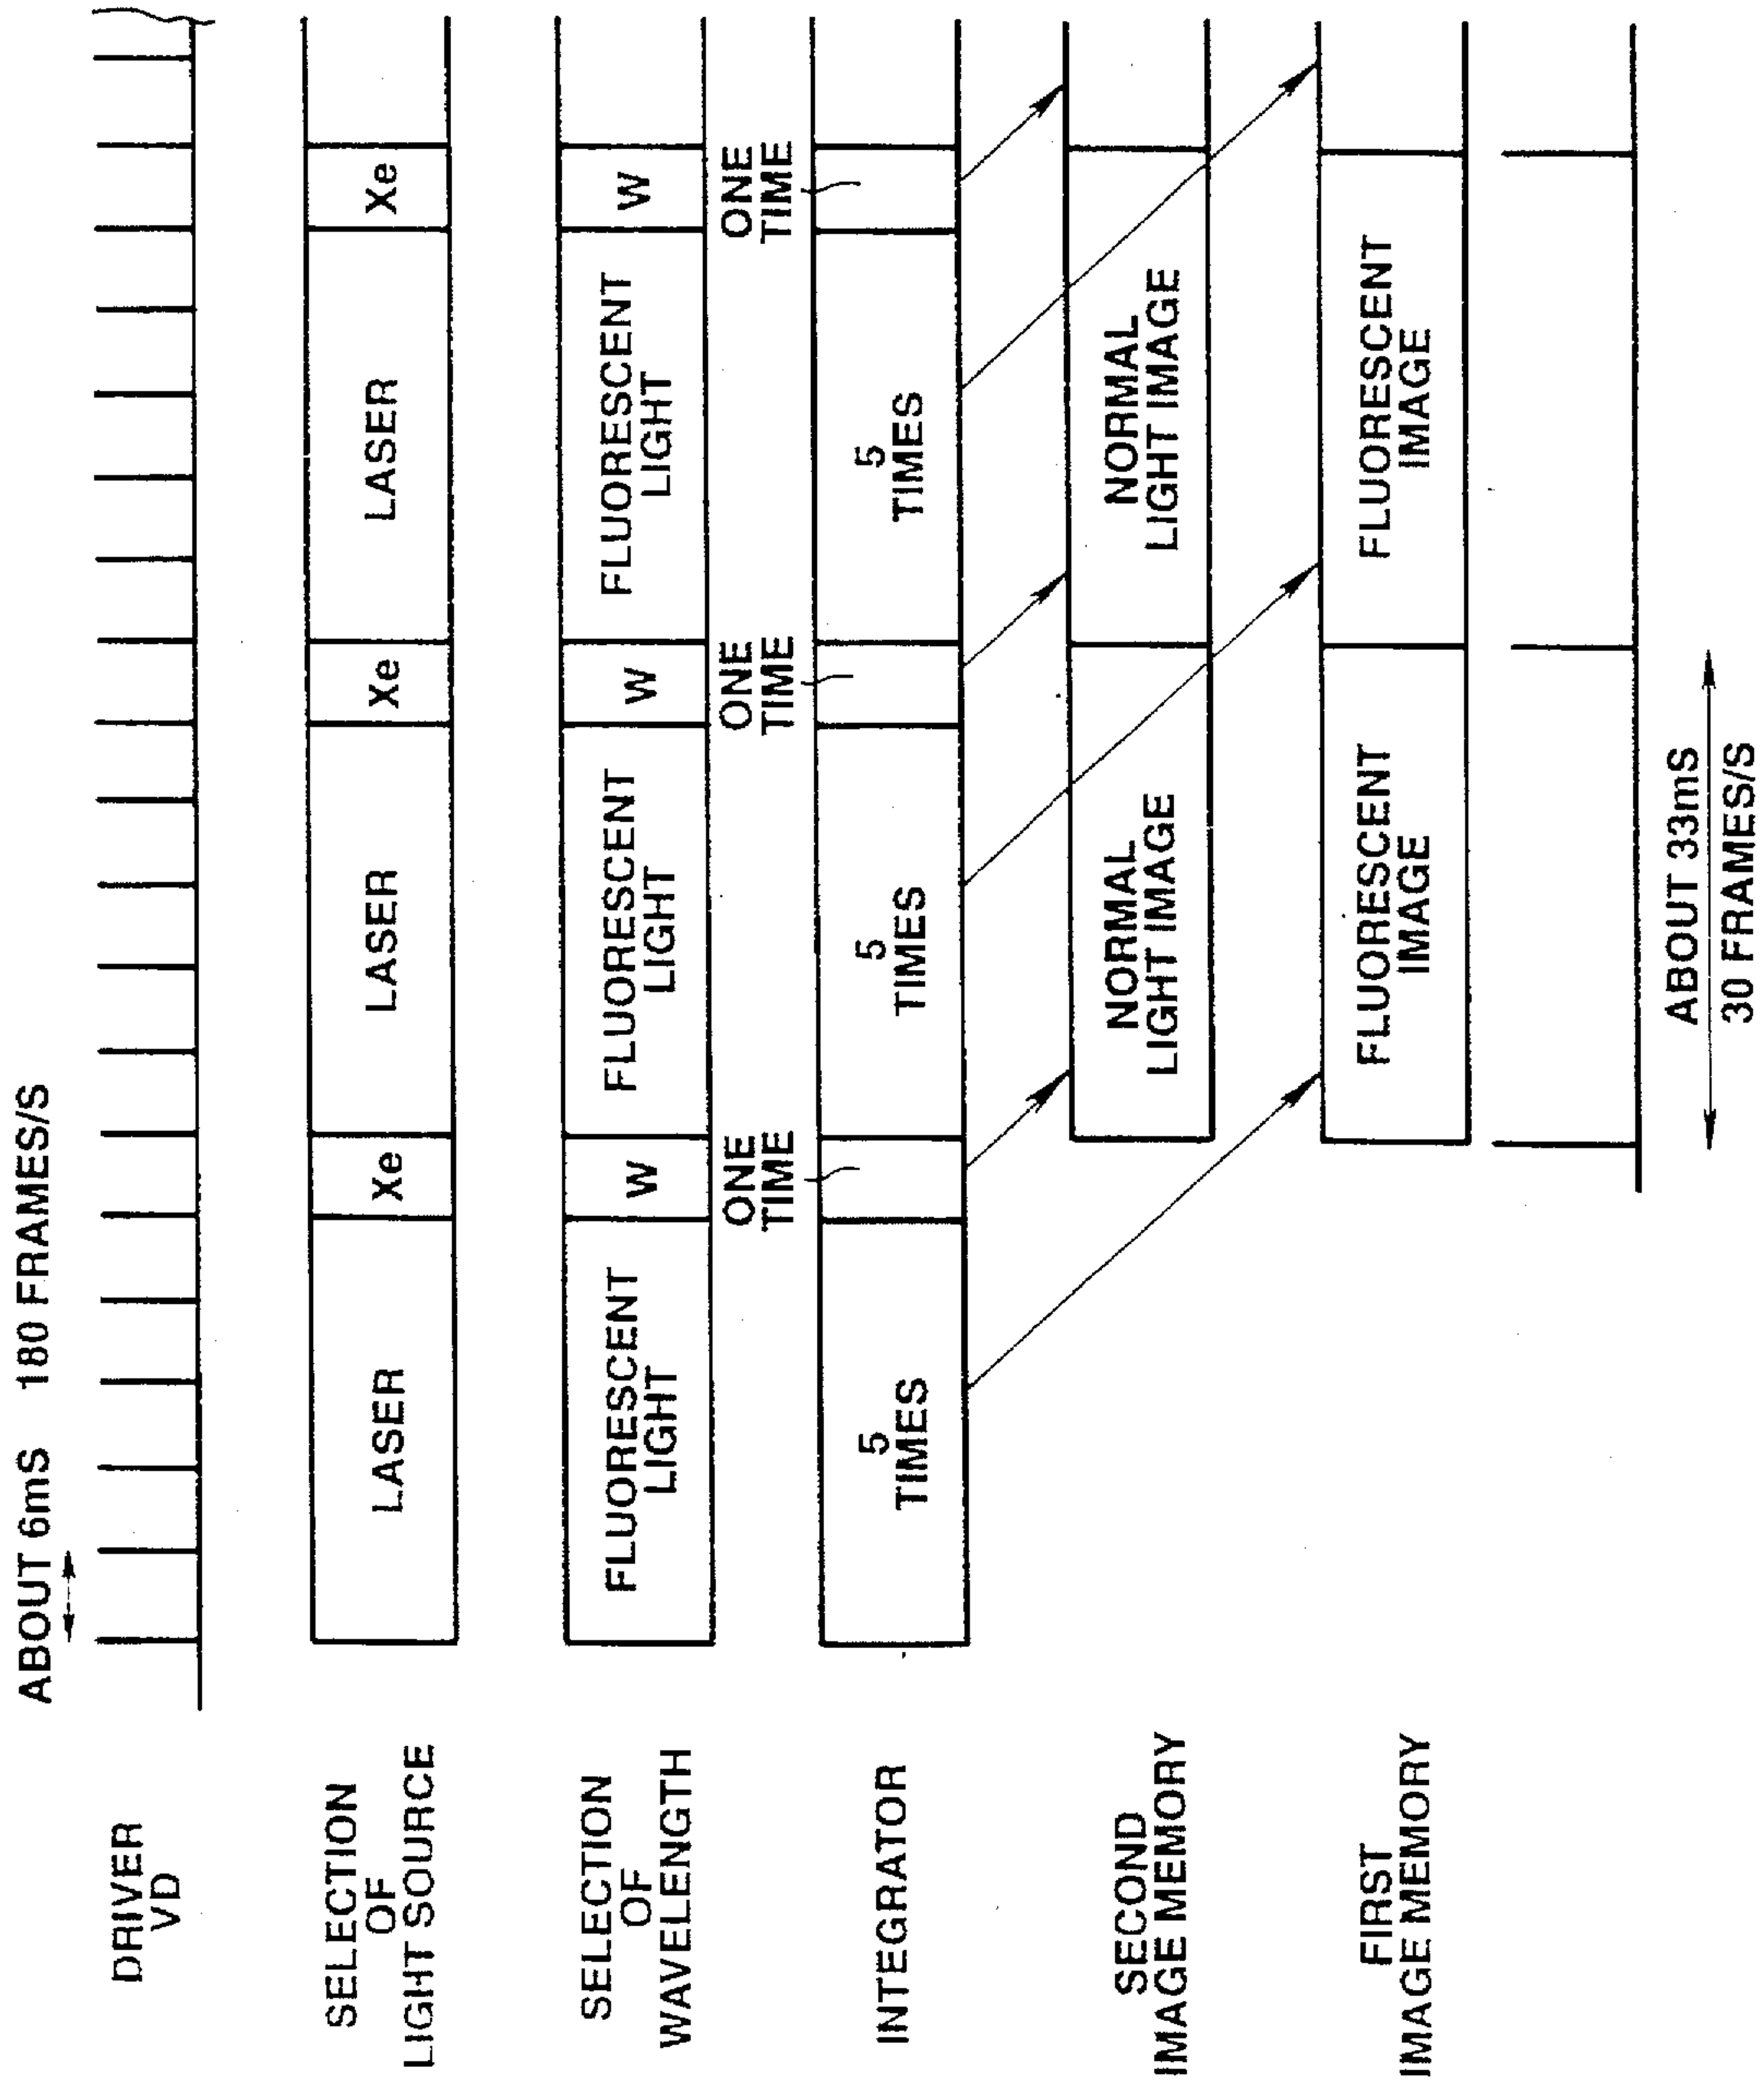 ABOUT 6mS 180 FRAMES/S
DRIVER
VD
SELECTION
OF
LIGHT SOURCE
LASER
Xe
LASER
Xe
LASER
Xe
SELECTION
OF
WAVELENGTH
FLUORESCENT
LIGHT
W
FLUORESCENT
LIGHT
W
FLUORESCENT
LIGHT
W
ONE
TIME
ONE
TIME
ONE
TIME
INTEGRATOR
5
TIMES
5
TIMES
5
TIMES
SECOND
IMAGE MEMORY
NORMAL
LIGHT IMAGE
NORMAL
LIGHT IMAGE
FIRST
IMAGE MEMORY
FLUORESCENT
IMAGE
FLUORESCENT
IMAGE
ABOUT 33mS
30 FRAMES/S